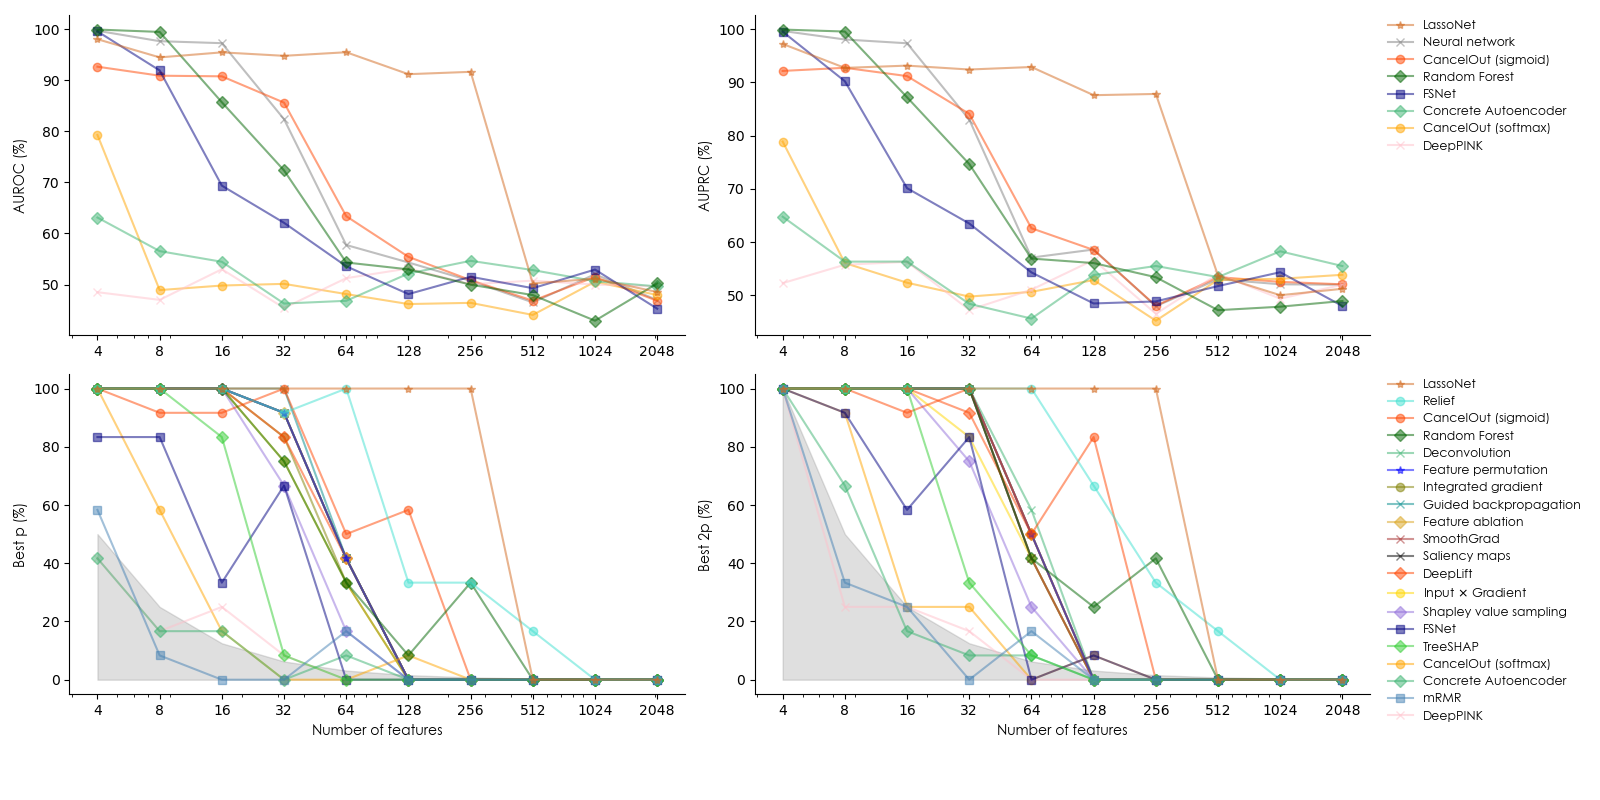 AUROC (%)
100
90
80
70
60
50
4 8 16 32 64 128 256 512 1024 2048
AUPRC (%)
100
90
80
70
60
50
4 8 16 32 64 128 256 512 1024 2048
LassoNet
Neural network
CancelOut (sigmoid)
Random Forest
FSNet
Concrete Autoencoder
CancelOut (softmax)
DeepPINK
Best p (%)
100
80
60
40
20
0
4 8 16 32 64 128 256 512 1024 2048
Number of features
Best 2p (%)
100
80
60
40
20
0
4 8 16 32 64 128 256 512 1024 2048
Number of features
LassoNet
Relief
CancelOut (sigmoid)
Random Forest
Deconvolution
Feature permutation
Integrated gradient
Guided backpropagation
Feature ablation
SmoothGrad
Saliency maps
DeepLift
Input × Gradient
Shapley value sampling
FSNet
TreeSHAP
CancelOut (softmax)
Concrete Autoencoder
mRMR
DeepPINK